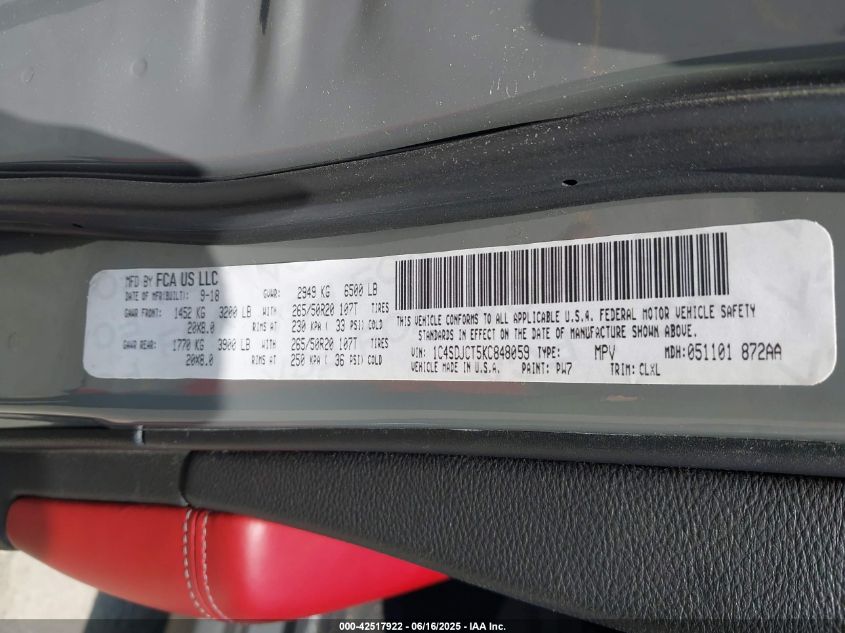 MFD BY FCA US LLC
DATE OF MFR(BUILT): 9-18 GVWR: 2949 KG 6500 LB
GAWR FRONT: 1452 KG 3200 LB WITH 265/50R20 107T TIRES
20X8.0 RIMS AT 230 KPA ( 33 PSI) COLD
GAWR REAR: 1770 KG 3900 LB WITH 265/50R20 107T TIRES
20X8.0 RIMS AT 250 KPA ( 36 PSI) COLD
THIS VEHICLE CONFORMS TO ALL APPLICABLE U.S.A. FEDERAL MOTOR VEHICLE SAFETY
STANDARDS IN EFFECT ON THE DATE OF MANUFACTURE SHOWN ABOVE.
VIN: 1C4SDJCT5KC848059 TYPE: MPV MDH: 051101 872AA
VEHICLE MADE IN U.S.A. PAINT: PW7 TRIM: CLXL
000-42517922 - 06/16/2025 - IAA Inc.